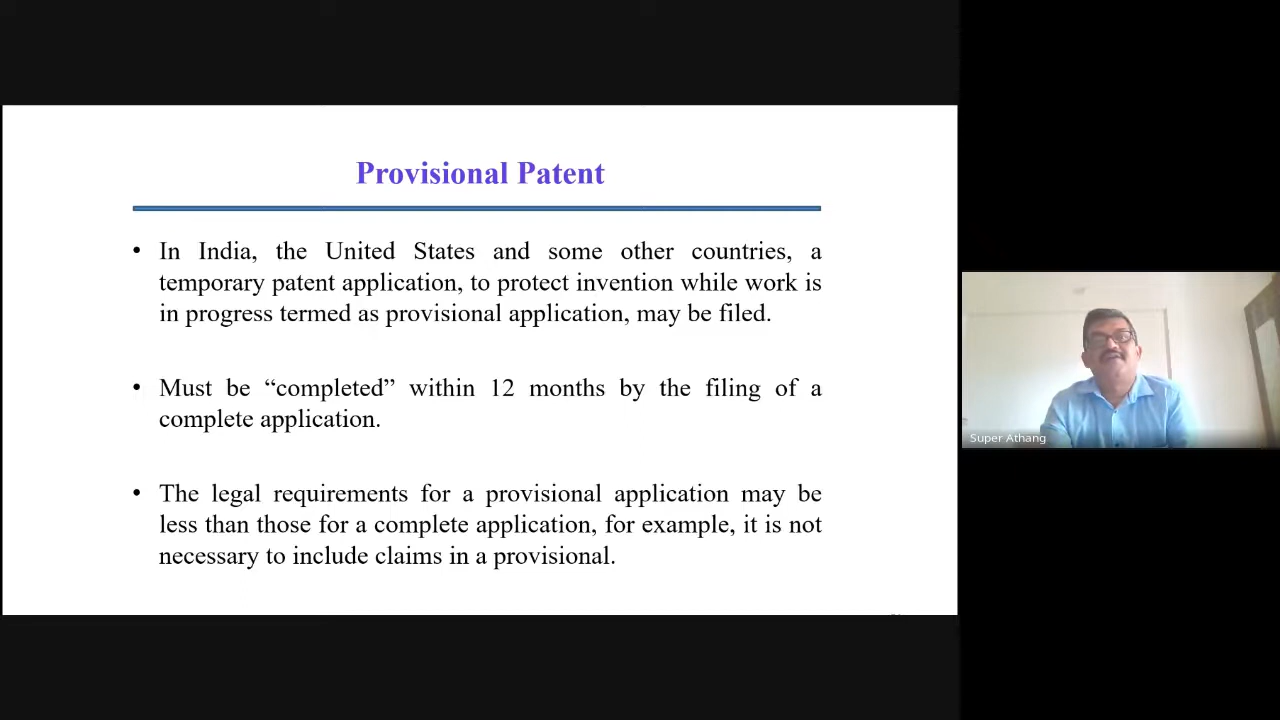 Provisional Patent
• In India, the United States and some other countries, a
temporary patent application, to protect invention while work is
in progress termed as provisional application, may be filed.
• Must be “completed” within 12 months by the filing of a
complete application.
• The legal requirements for a provisional application may be
less than those for a complete application, for example, it is not
necessary to include claims in a provisional.
Super Athang